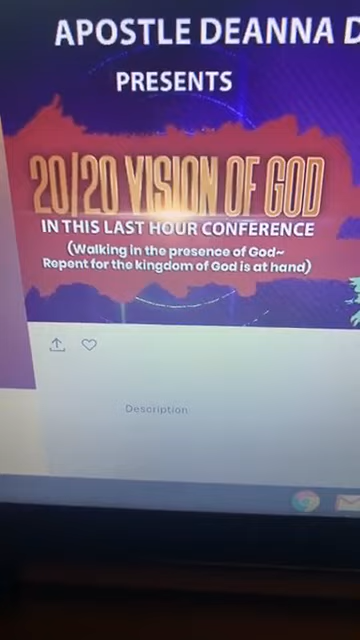 APOSTLE DEANNA D
PRESENTS
20/20 VISION OF GOD
IN THIS LAST HOUR CONFERENCE
(Walking in the presence of God~
Repent for the kingdom of God is at hand)
Description